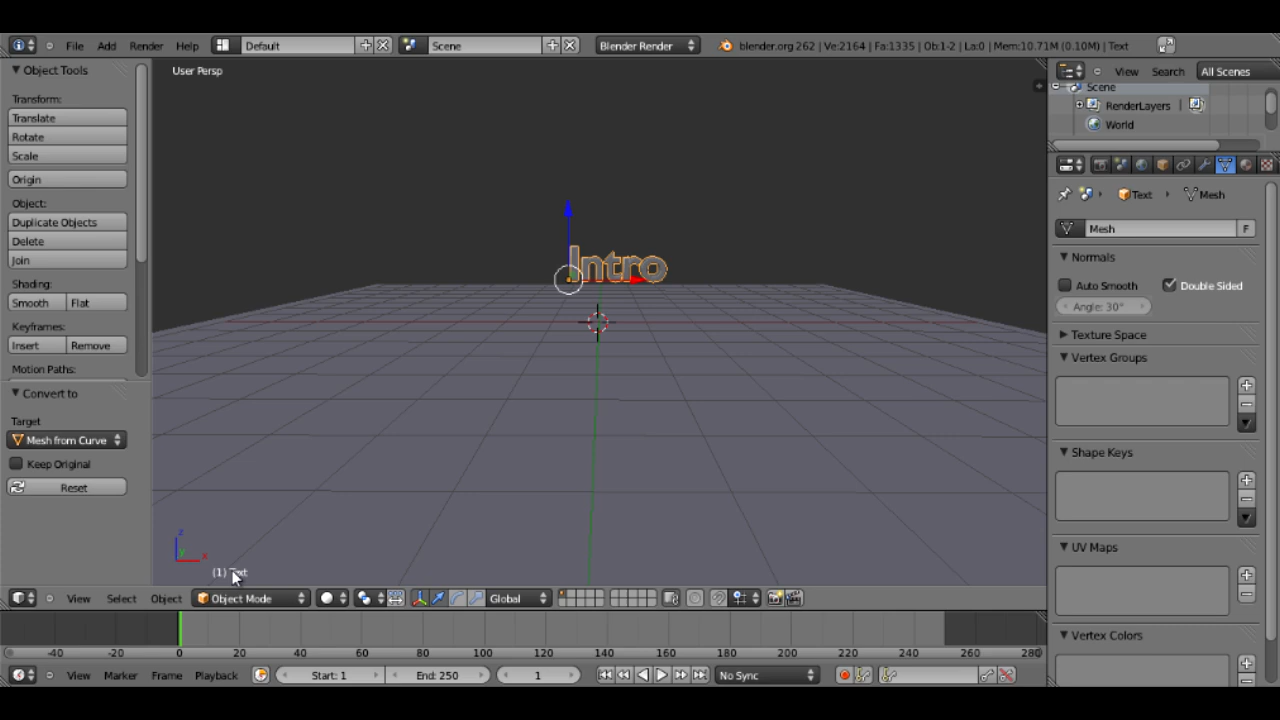 File Add Render Help Default Scene Blender Render blender.org 262 | Ve:2164 | Fa:1335 | Ob:1-2 | La:0 | Mem:10.71M (0.10M) | Text
Object Tools
Transform:
Translate
Rotate
Scale
Origin
Object:
Duplicate Objects
Delete
Join
Shading:
Smooth Flat
Keyframes:
Insert Remove
Motion Paths:
Convert to
Target
Mesh from Curve
Keep Original
Reset
User Persp
Intro
z
y
x
(1) Text
View Select Object Object Mode Global
-40 -20 0 20 40 60 80 100 120 140 160 180 200 220 240 260 280
View Marker Frame Playback Start: 1 End: 250 1 No Sync
View Search All Scenes
Scene
RenderLayers |
World
Text Mesh
Mesh F
Normals
Auto Smooth Double Sided
Angle: 30°
Texture Space
Vertex Groups
Shape Keys
UV Maps
Vertex Colors